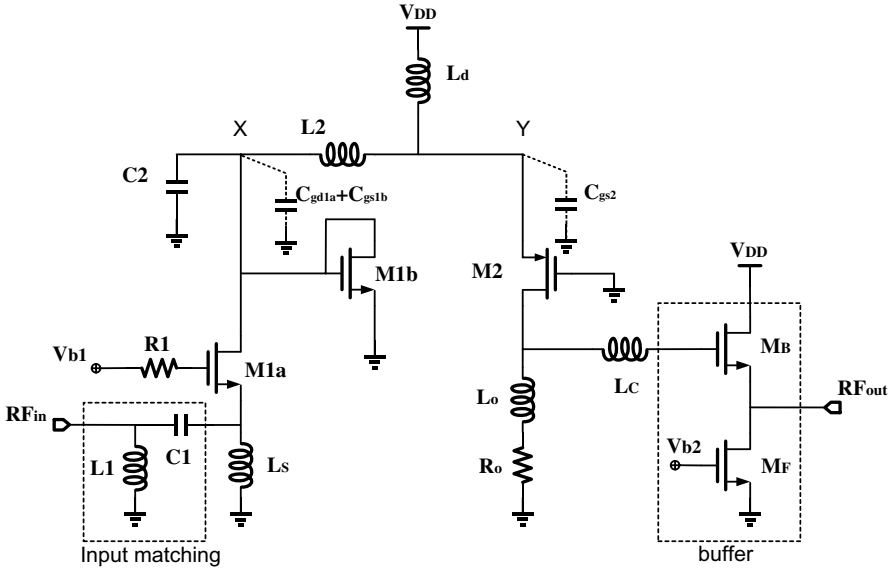 VDD
Ld
X
L2
Y
C2
Cgd1a+Cgs1b
Cgs2
VDD
M1b
M2
Vb1
R1
M1a
MB
LC
RFin
Lo
RFout
C1
L1
Ls
Vb2
MF
Ro
Input matching
buffer